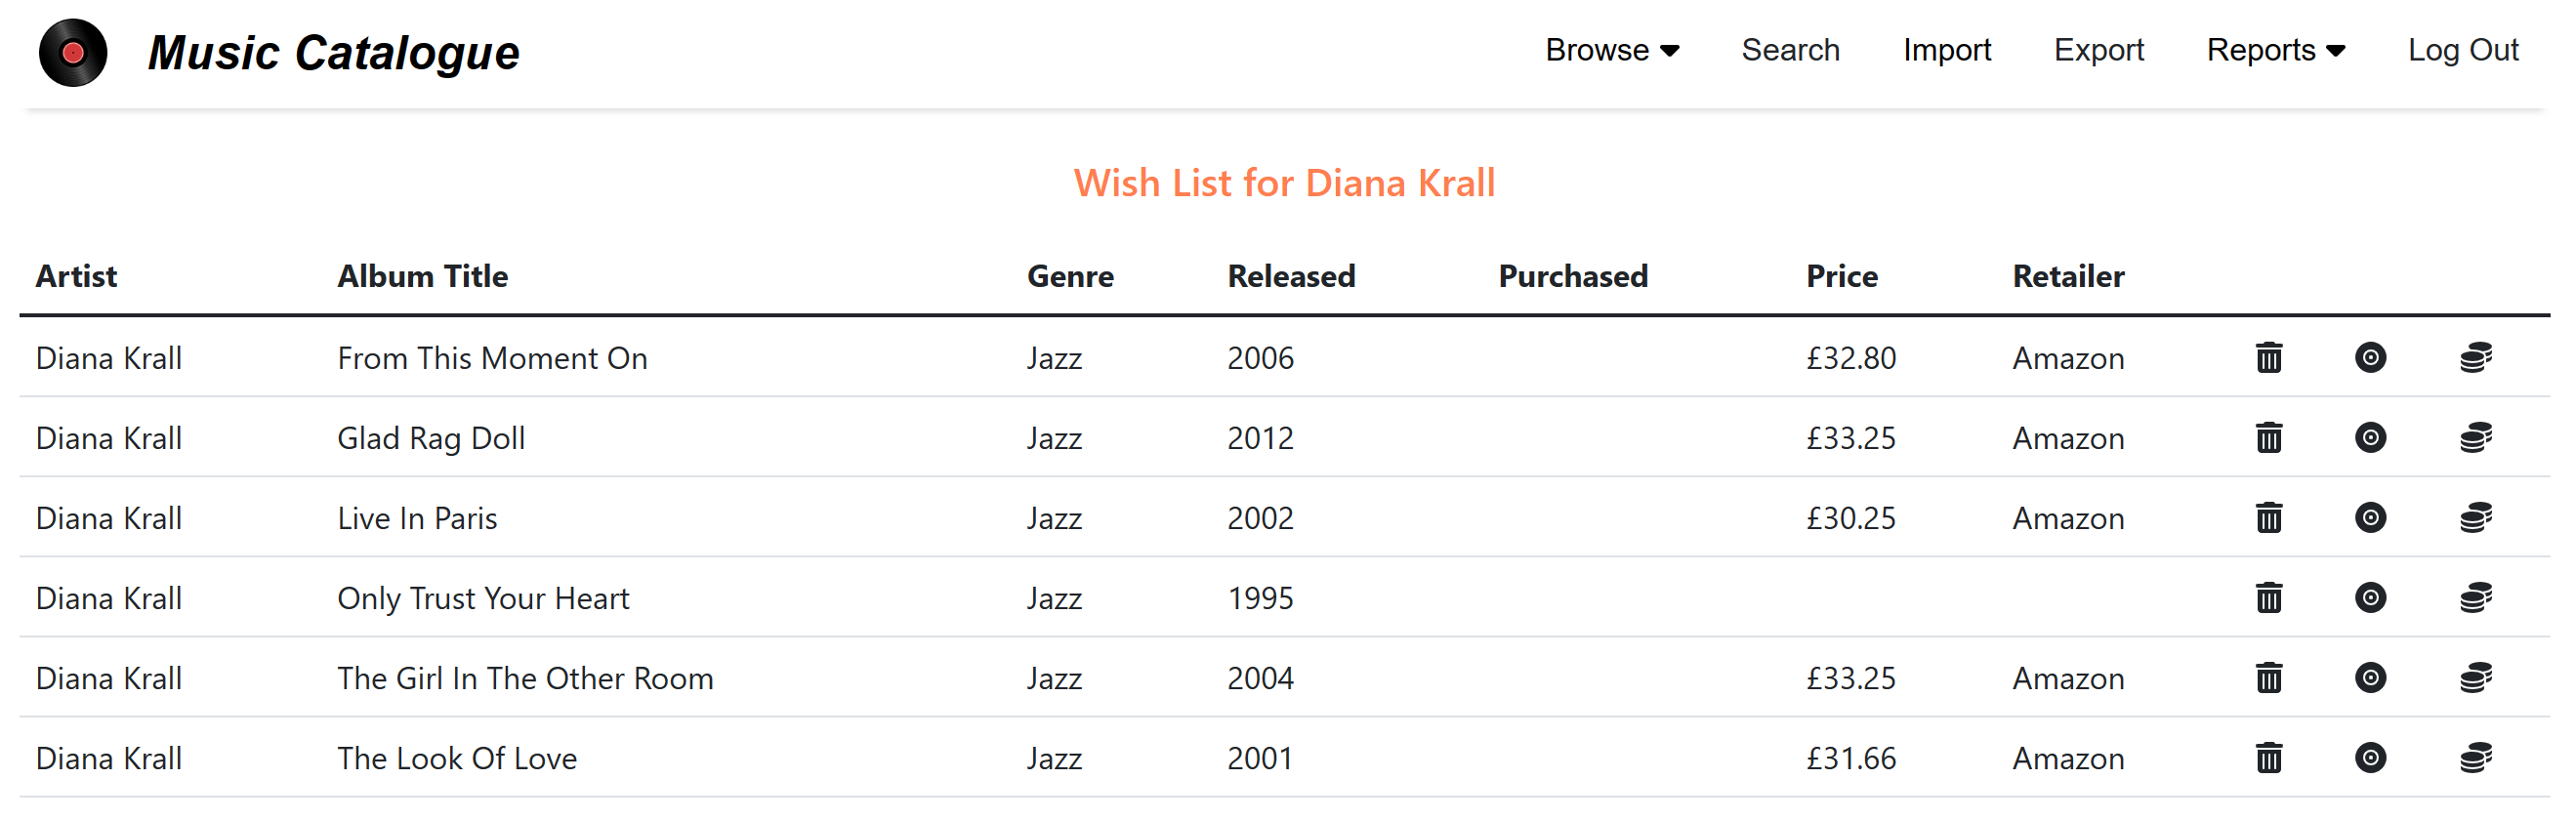 Music Catalogue Browse Search Import Export Reports Log Out
Wish List for Diana Krall
Artist Album Title Genre Released Purchased Price Retailer
Diana Krall From This Moment On Jazz 2006 £32.80 Amazon
Diana Krall Glad Rag Doll Jazz 2012 £33.25 Amazon
Diana Krall Live In Paris Jazz 2002 £30.25 Amazon
Diana Krall Only Trust Your Heart Jazz 1995
Diana Krall The Girl In The Other Room Jazz 2004 £33.25 Amazon
Diana Krall The Look Of Love Jazz 2001 £31.66 Amazon